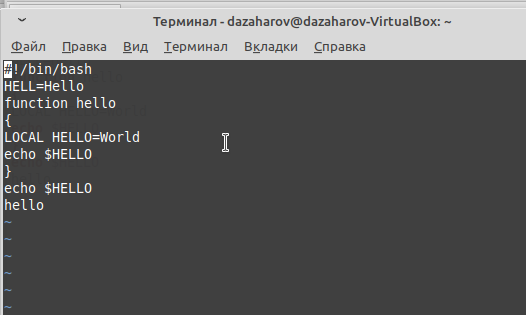 Терминал - dazaharov@dazaharov-VirtualBox: ~
Файл Правка Вид Терминал Вкладки Справка
#!/bin/bash
HELL=Hello
function hello
{
LOCAL HELLO=World
echo $HELLO
}
echo $HELLO
hello
~
~
~
~
~
~